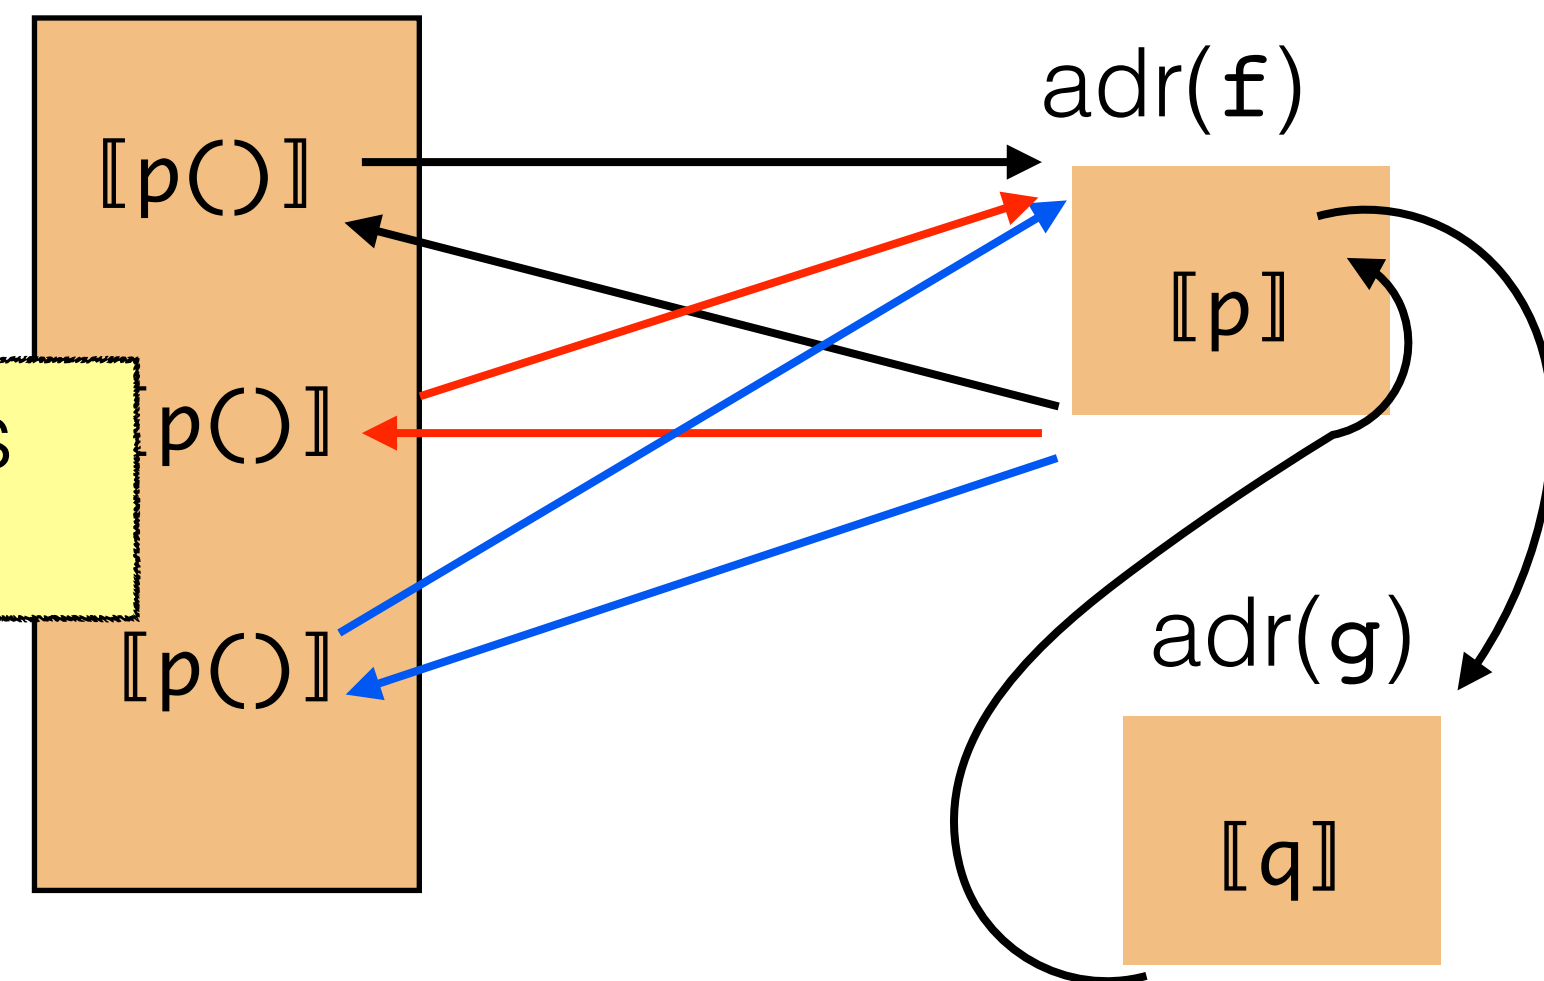 adr(f)
⟦p()⟧
⟦p⟧
p()⟧
adr(g)
⟦p()⟧
⟦q⟧